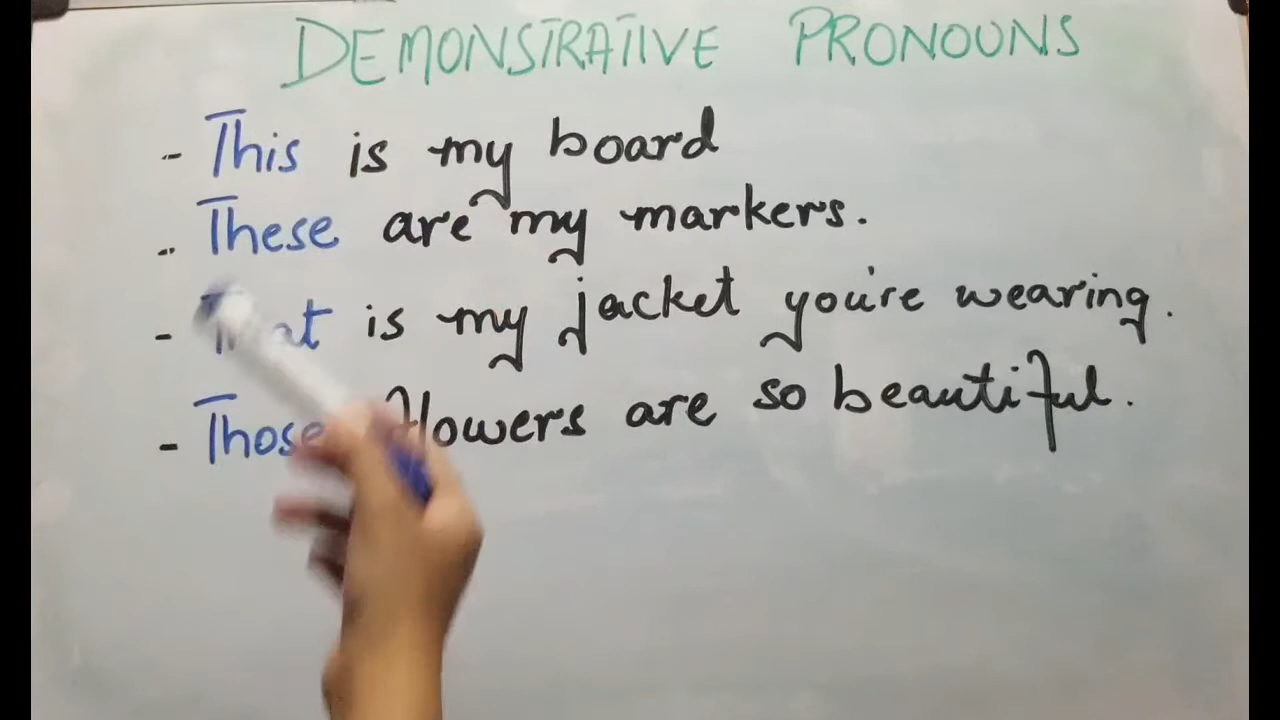 DEMONSTRATIVE PRONOUNS
- This is my board
- These are my markers.
- That is my jacket you're wearing.
- Those flowers are so beautiful.